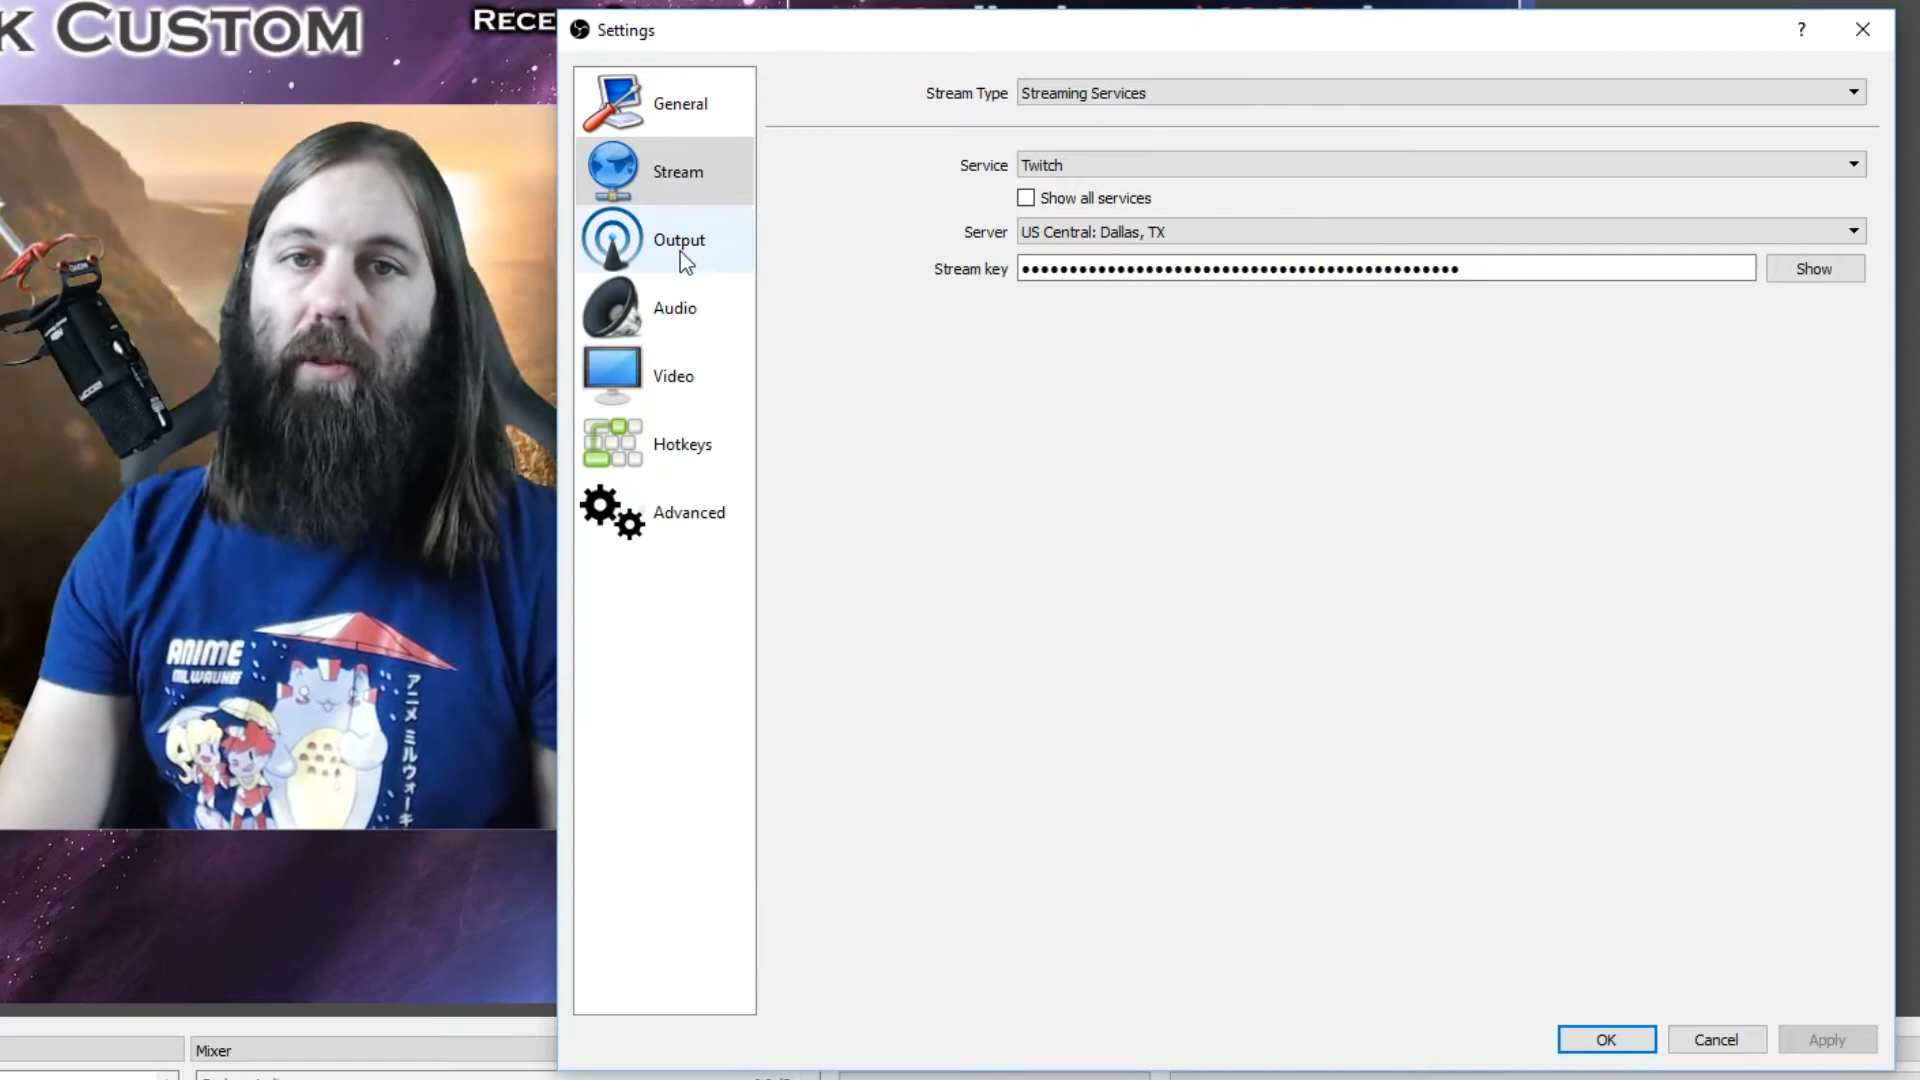 K CUSTOM
RECE
Settings
?
General
Stream
Output
Audio
Video
Hotkeys
Advanced
Stream Type
Streaming Services
Service
Twitch
Show all services
Server
US Central: Dallas, TX
Stream key
Show
ANIME
MILWAUKEE
アニメ ミルウォーキ
ZOOM
Mixer
OK
Cancel
Apply